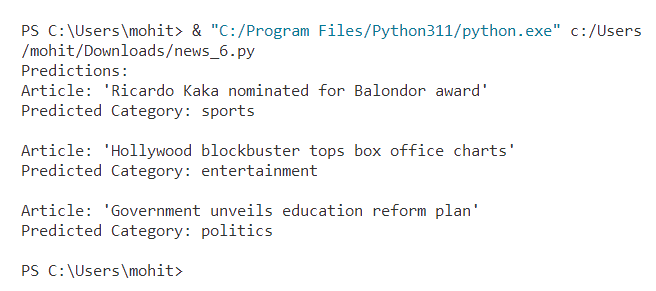 PS C:\Users\mohit> & "C:/Program Files/Python311/python.exe" c:/Users
/mohit/Downloads/news_6.py
Predictions:
Article: 'Ricardo Kaka nominated for Balondor award'
Predicted Category: sports
Article: 'Hollywood blockbuster tops box office charts'
Predicted Category: entertainment
Article: 'Government unveils education reform plan'
Predicted Category: politics
PS C:\Users\mohit>